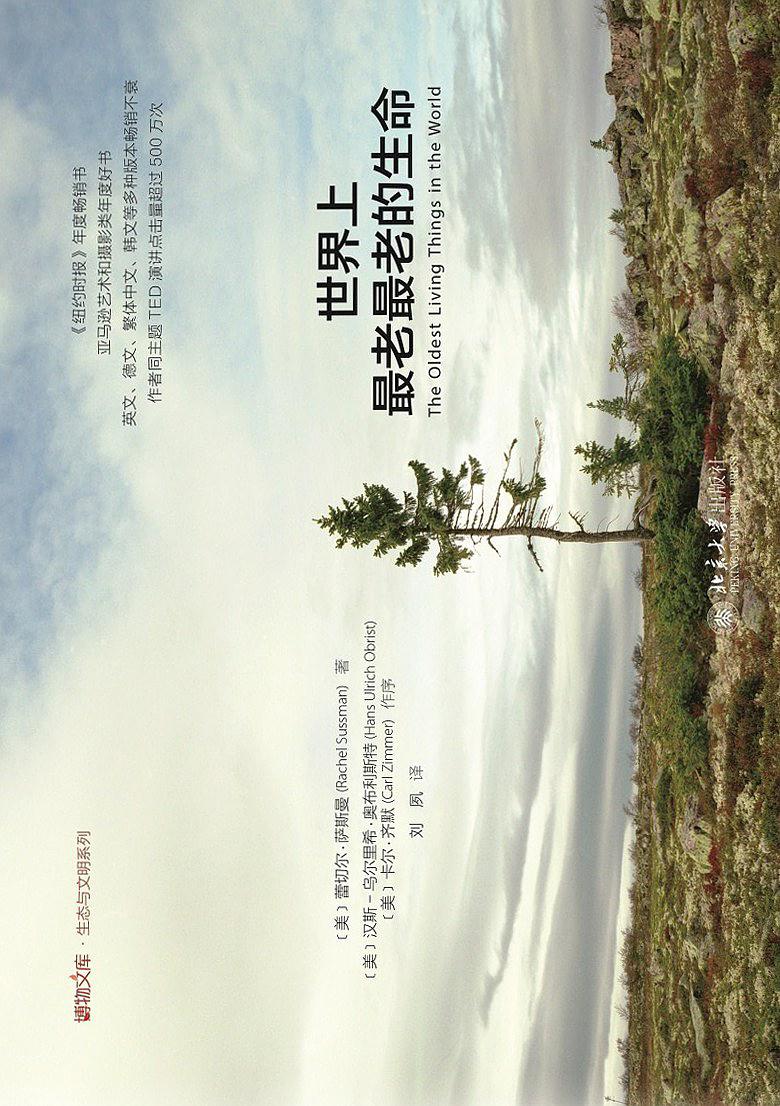 博物文库 · 生态与文明系列
《纽约时报》年度畅销书
亚马逊艺术和摄影类年度好书
英文、德文、繁体中文、韩文等多种版本畅销不衰
作者同主题 TED 演讲点击量超过 500 万次
世界上
最老最老的生命
The Oldest Living Things in the World
〔美〕蕾切尔·萨斯曼 (Rachel Sussman) 著
〔美〕汉斯–乌尔里希·奥布利斯特 (Hans Ulrich Obrist)
〔美〕卡尔·齐默 (Carl Zimmer) 作序
刘夙 译
北京大学出版社
PEKING UNIVERSITY PRESS